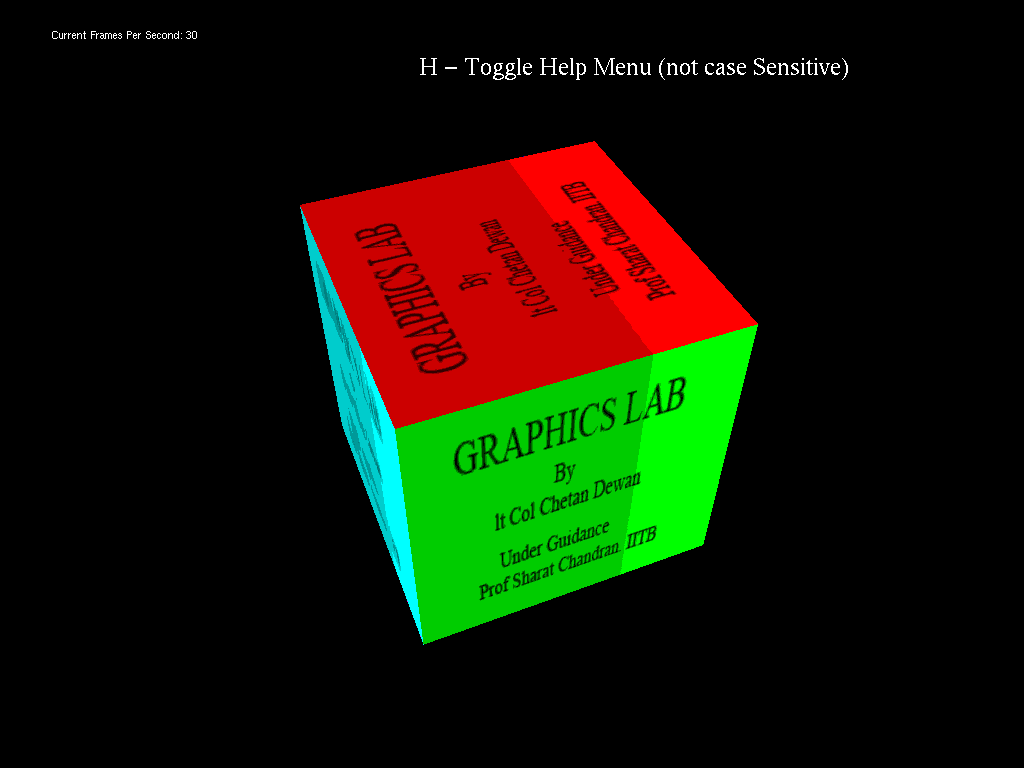 Current Frames Per Second: 30
H – Toggle Help Menu (not case Sensitive)
GRAPHICS LAB
By
lt Col Chetan Dewan
Under Guidance
Prof Sharat Chandran. IITB
GRAPHICS LAB
By
lt Col Chetan Dewan
Under Guidance
Prof Sharat Chandran. IITB